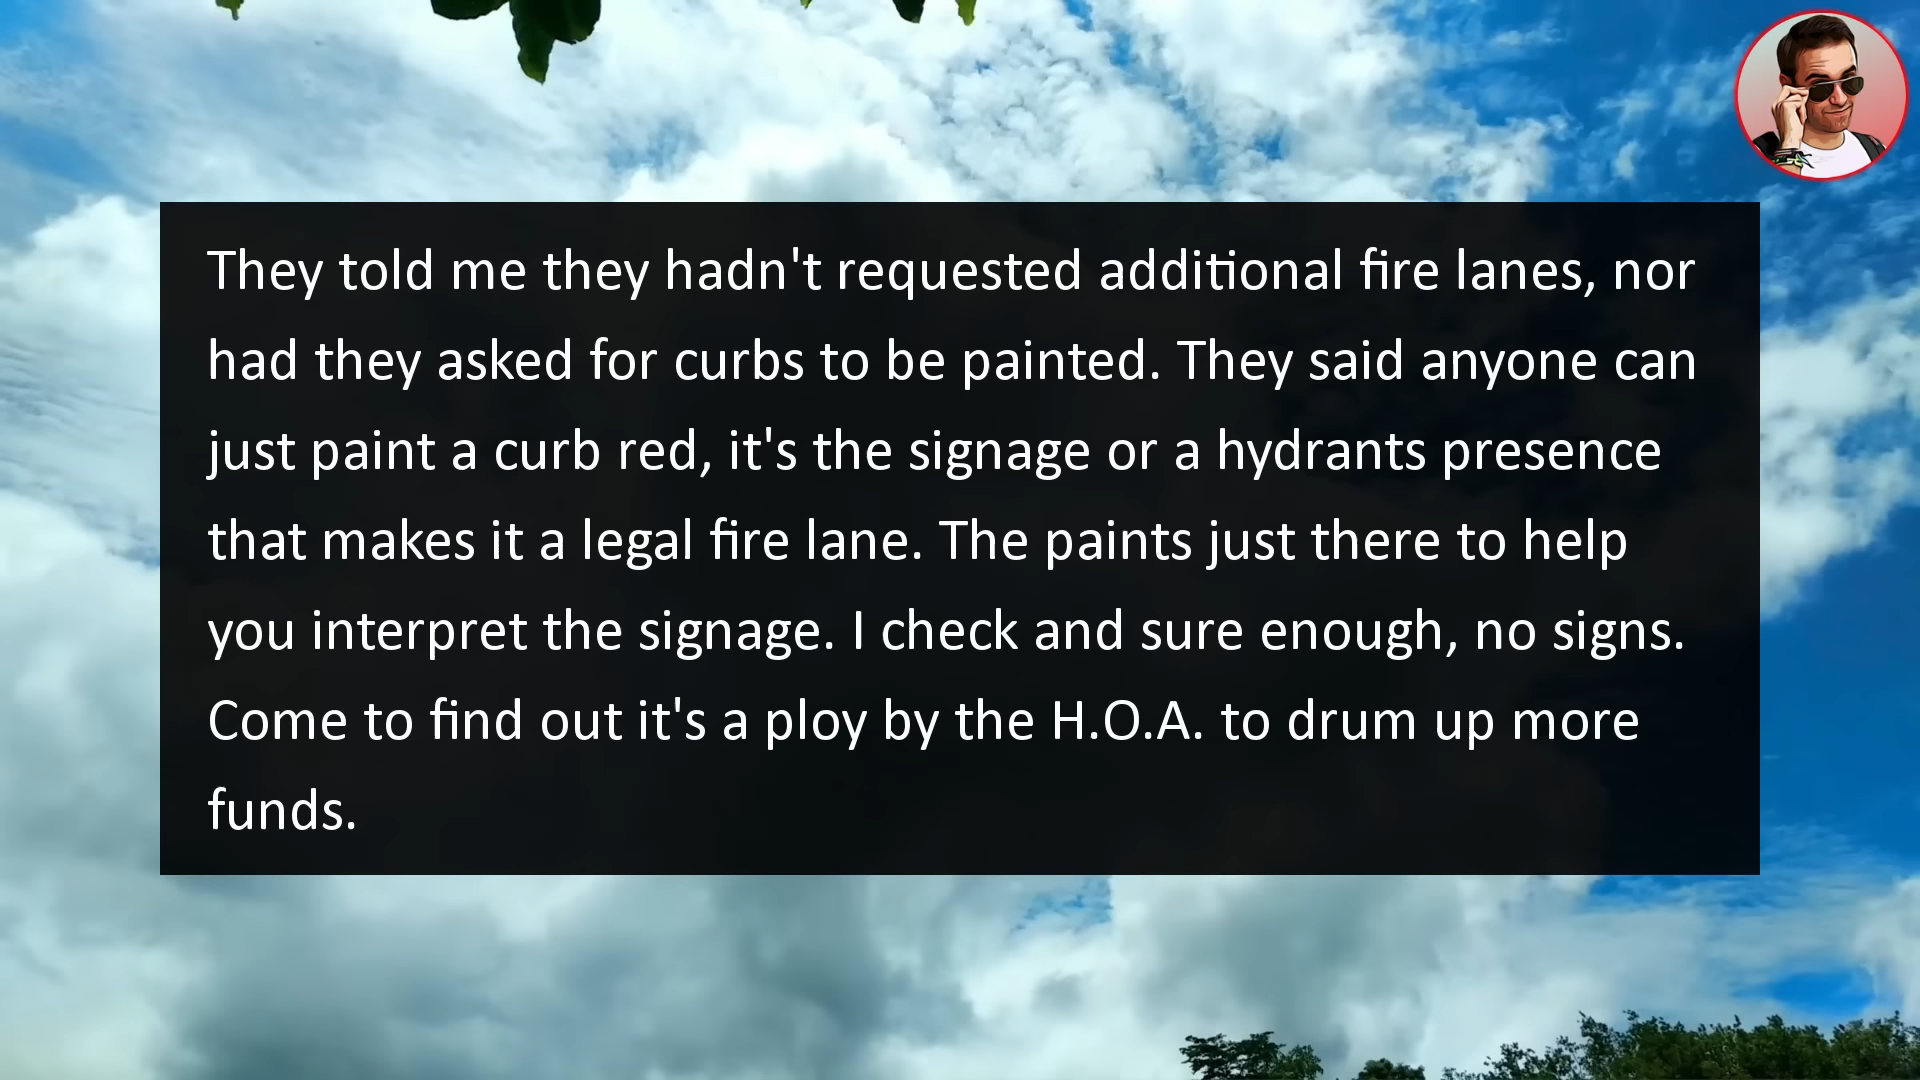 They told me they hadn't requested additional fire lanes, nor
had they asked for curbs to be painted. They said anyone can
just paint a curb red, it's the signage or a hydrants presence
that makes it a legal fire lane. The paints just there to help
you interpret the signage. I check and sure enough, no signs.
Come to find out it's a ploy by the H.O.A. to drum up more
funds.